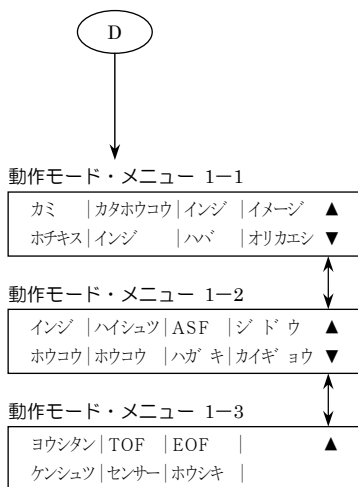 D
動作モード・メニュー 1－1
カミ |カタホウコウ|インジ |イメージ ▲
ホチキス|インジ |ハバ |オリカエシ ▼
動作モード・メニュー 1－2
インジ |ハイシュツ|ASF |ジドウ ▲
ホウコウ|ホウコウ |ハガキ|カイギョウ ▼
動作モード・メニュー 1－3
ヨウシタン|TOF |EOF | ▲
ケンシュツ|センサー|ホウシキ |